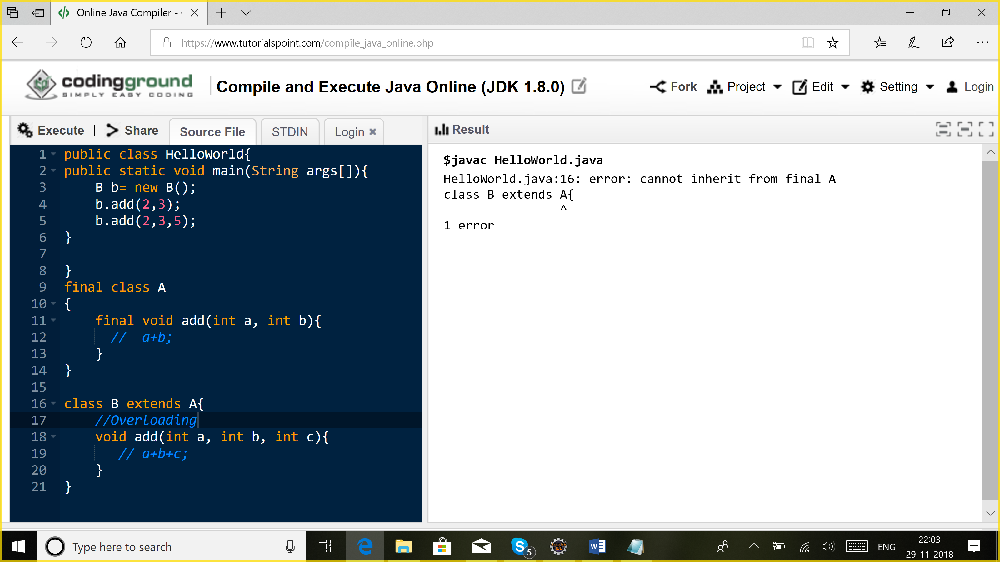 Online Java Compiler -
https://www.tutorialspoint.com/compile_java_online.php
codingground
SIMPLY EASY CODING
Compile and Execute Java Online (JDK 1.8.0)
Fork Project Edit Setting Login
Execute | Share Source File STDIN Login
Result
1 public class HelloWorld{
2 public static void main(String args[]){
3 B b= new B();
4 b.add(2,3);
5 b.add(2,3,5);
6 }
7
8 }
9 final class A
10 {
11 final void add(int a, int b){
12 // a+b;
13 }
14 }
15
16 class B extends A{
17 //Overloading
18 void add(int a, int b, int c){
19 // a+b+c;
20 }
21 }
$javac HelloWorld.java
HelloWorld.java:16: error: cannot inherit from final A
class B extends A{
^
1 error
Type here to search
S 5
Java EE
IDE
W
ENG
22:03
29-11-2018